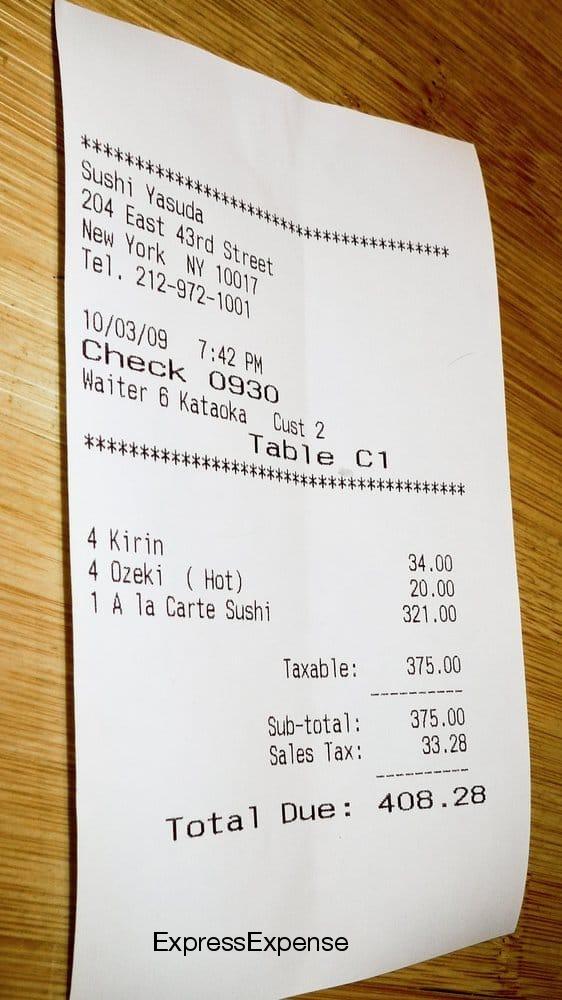 ****************************************
Sushi Yasuda
204 East 43rd Street
New York NY 10017
Tel. 212-972-1001
10/03/09 7:42 PM
Check 0930
Waiter 6 Kataoka Cust 2
Table C1
****************************************
4 Kirin 34.00
4 Ozeki ( Hot) 20.00
1 A la Carte Sushi 321.00
Taxable: 375.00
----------
Sub-total: 375.00
Sales Tax: 33.28
----------
Total Due: 408.28
ExpressExpense